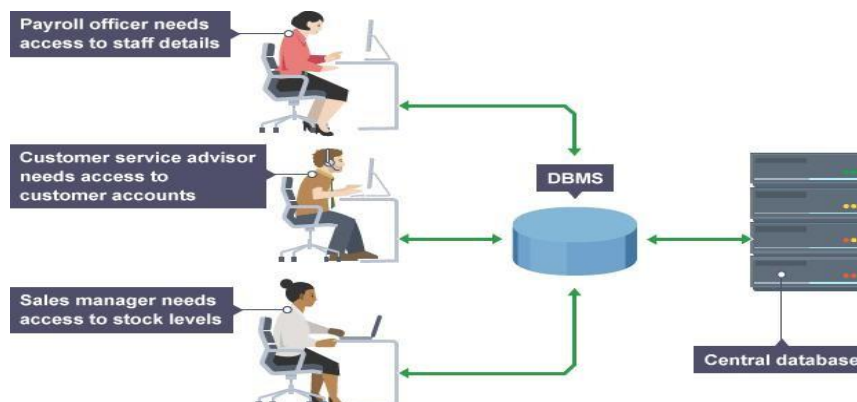 Payroll officer needs
access to staff details
Customer service advisor
needs access to
customer accounts
DBMS
Sales manager needs
access to stock levels
Central database